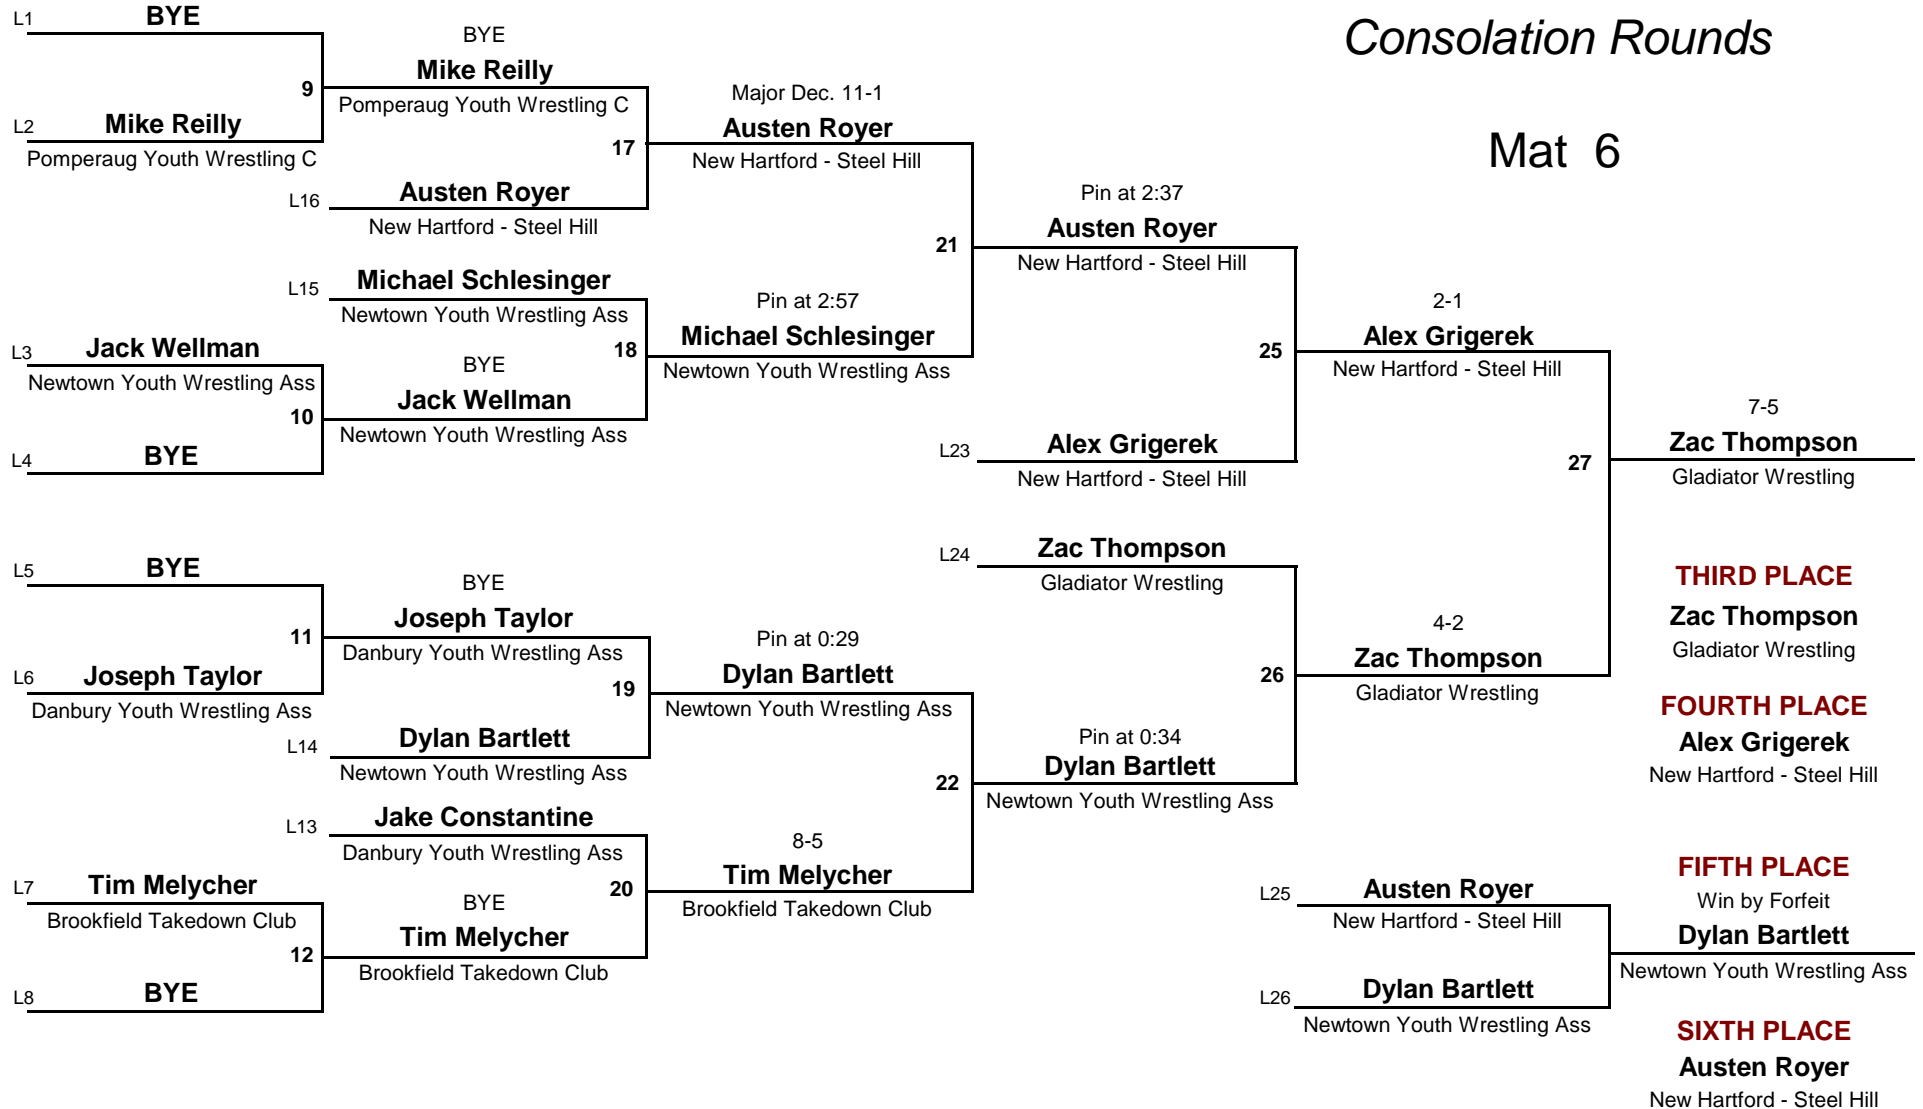 Consolation Rounds
Mat 6
L1 BYE
9
L2 Mike Reilly
Pomperaug Youth Wrestling C
BYE
Mike Reilly
Pomperaug Youth Wrestling C
17
L16 Austen Royer
New Hartford - Steel Hill
Major Dec. 11-1
Austen Royer
New Hartford - Steel Hill
L15 Michael Schlesinger
Newtown Youth Wrestling Ass
18
L3 Jack Wellman
Newtown Youth Wrestling Ass
10
L4 BYE
BYE
Jack Wellman
Newtown Youth Wrestling Ass
Pin at 2:57
Michael Schlesinger
Newtown Youth Wrestling Ass
21
Pin at 2:37
Austen Royer
New Hartford - Steel Hill
25
L23 Alex Grigerek
New Hartford - Steel Hill
2-1
Alex Grigerek
New Hartford - Steel Hill
27
7-5
Zac Thompson
Gladiator Wrestling
L5 BYE
11
L6 Joseph Taylor
Danbury Youth Wrestling Ass
BYE
Joseph Taylor
Danbury Youth Wrestling Ass
19
L14 Dylan Bartlett
Newtown Youth Wrestling Ass
Pin at 0:29
Dylan Bartlett
Newtown Youth Wrestling Ass
L13 Jake Constantine
Danbury Youth Wrestling Ass
20
L7 Tim Melycher
Brookfield Takedown Club
12
L8 BYE
BYE
Tim Melycher
Brookfield Takedown Club
8-5
Tim Melycher
Brookfield Takedown Club
22
L24 Zac Thompson
Gladiator Wrestling
26
Pin at 0:34
Dylan Bartlett
Newtown Youth Wrestling Ass
4-2
Zac Thompson
Gladiator Wrestling
THIRD PLACE
Zac Thompson
Gladiator Wrestling
FOURTH PLACE
Alex Grigerek
New Hartford - Steel Hill
L25 Austen Royer
New Hartford - Steel Hill
L26 Dylan Bartlett
Newtown Youth Wrestling Ass
FIFTH PLACE
Win by Forfeit
Dylan Bartlett
Newtown Youth Wrestling Ass
SIXTH PLACE
Austen Royer
New Hartford - Steel Hill